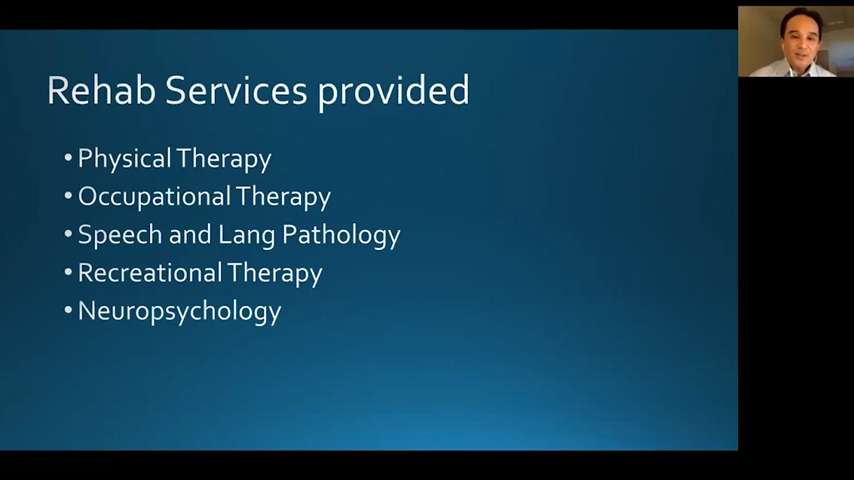 Rehab Services provided
• Physical Therapy
• Occupational Therapy
• Speech and Lang Pathology
• Recreational Therapy
• Neuropsychology